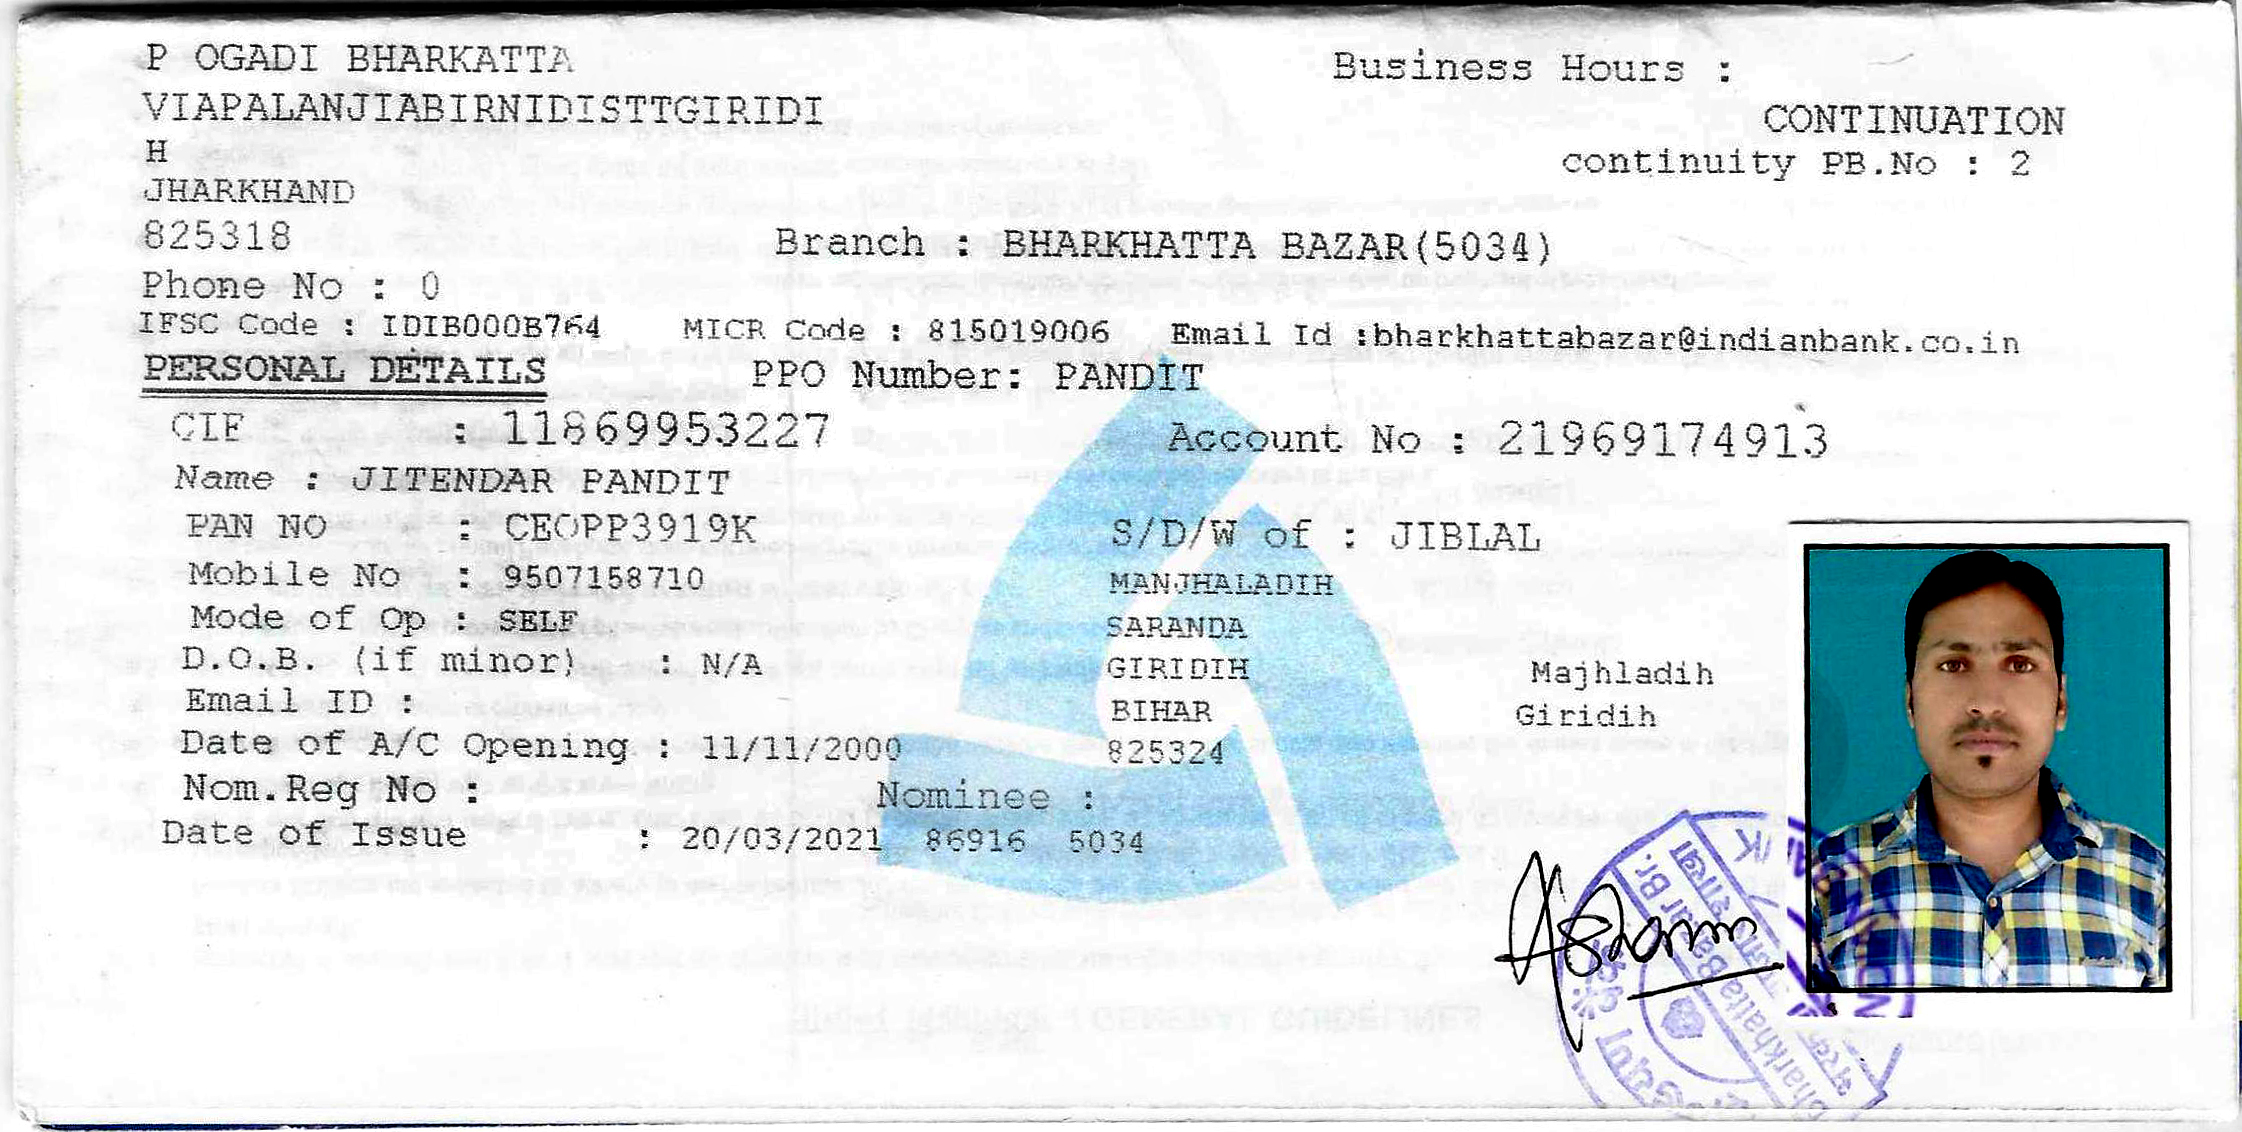 P OGADI BHARKATTA
VIAPALANJIABIRNIDISTTGIRIDI
H
JHARKHAND
825318
Phone No : 0
Business Hours :
CONTINUATION
continuity PB.No : 2
Branch : BHARKHATTA BAZAR(5034)
IFSC Code : IDIB000B764 MICR Code : 815019006 Email Id :bharkhattabazar@indianbank.co.in
PERSONAL DETAILS PPO Number: PANDIT
CIF : 11869953227 Account No : 21969174913
Name : JITENDAR PANDIT
PAN NO : CEOPP3919K S/D/W of : JIBLAL
Mobile No : 9507158710 MANJHALADIH
Mode of Op : SELF SARANDA
D.O.B. (if minor) : N/A GIRIDIH Majhladih
Email ID : BIHAR Giridih
Date of A/C Opening : 11/11/2000 825324
Nom.Reg No : Nominee :
Date of Issue : 20/03/2021 86916 5034
Bazar Br.
Bharkhatta Ba